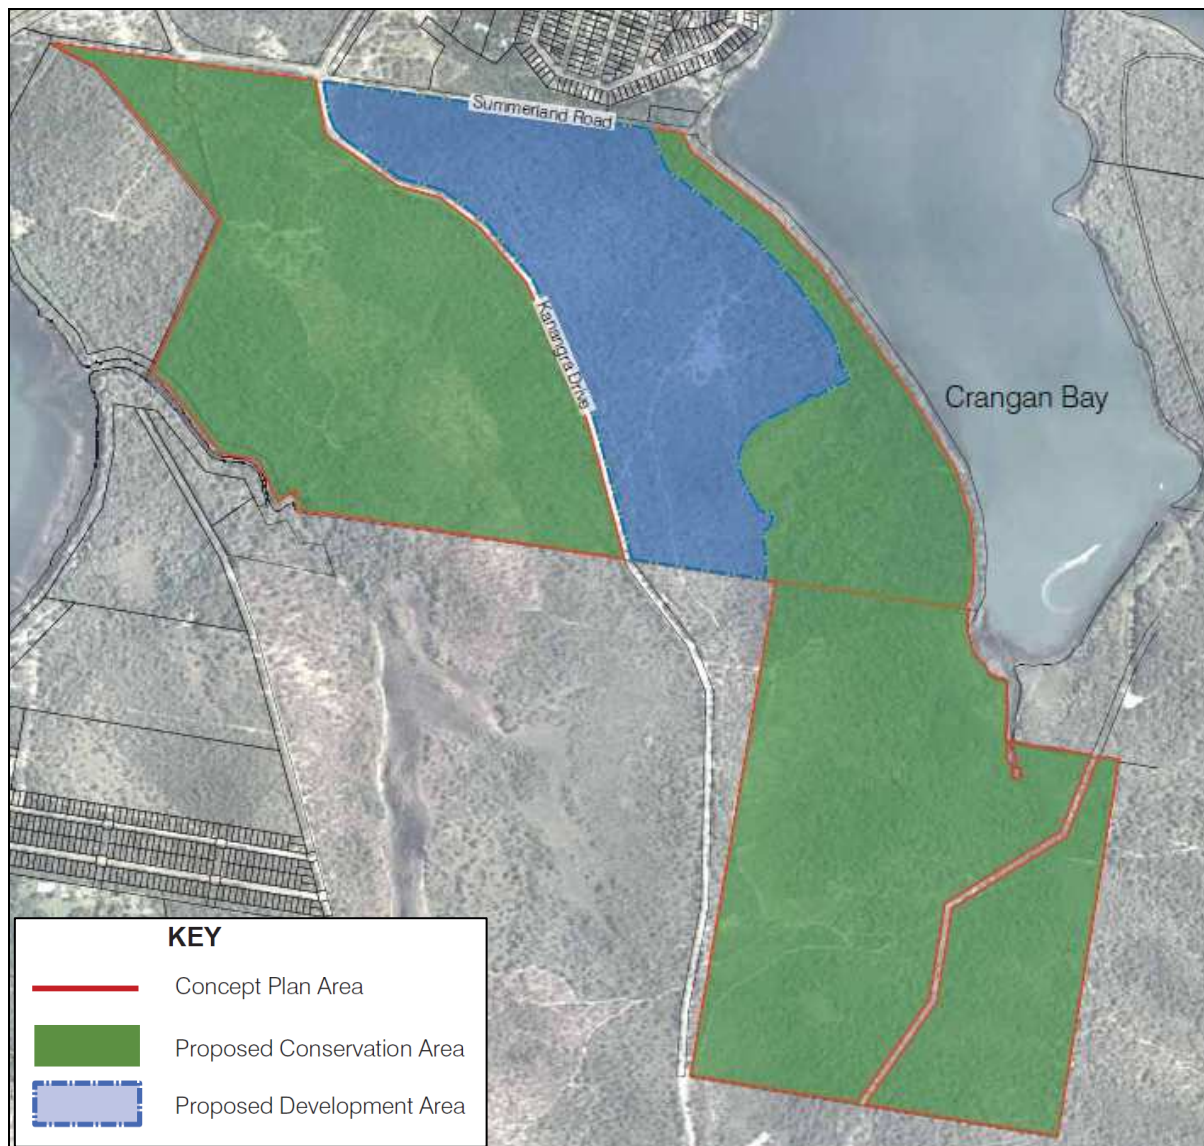 Summerland Road
Kanangra Drive
Crangan Bay
KEY
Concept Plan Area
Proposed Conservation Area
Proposed Development Area